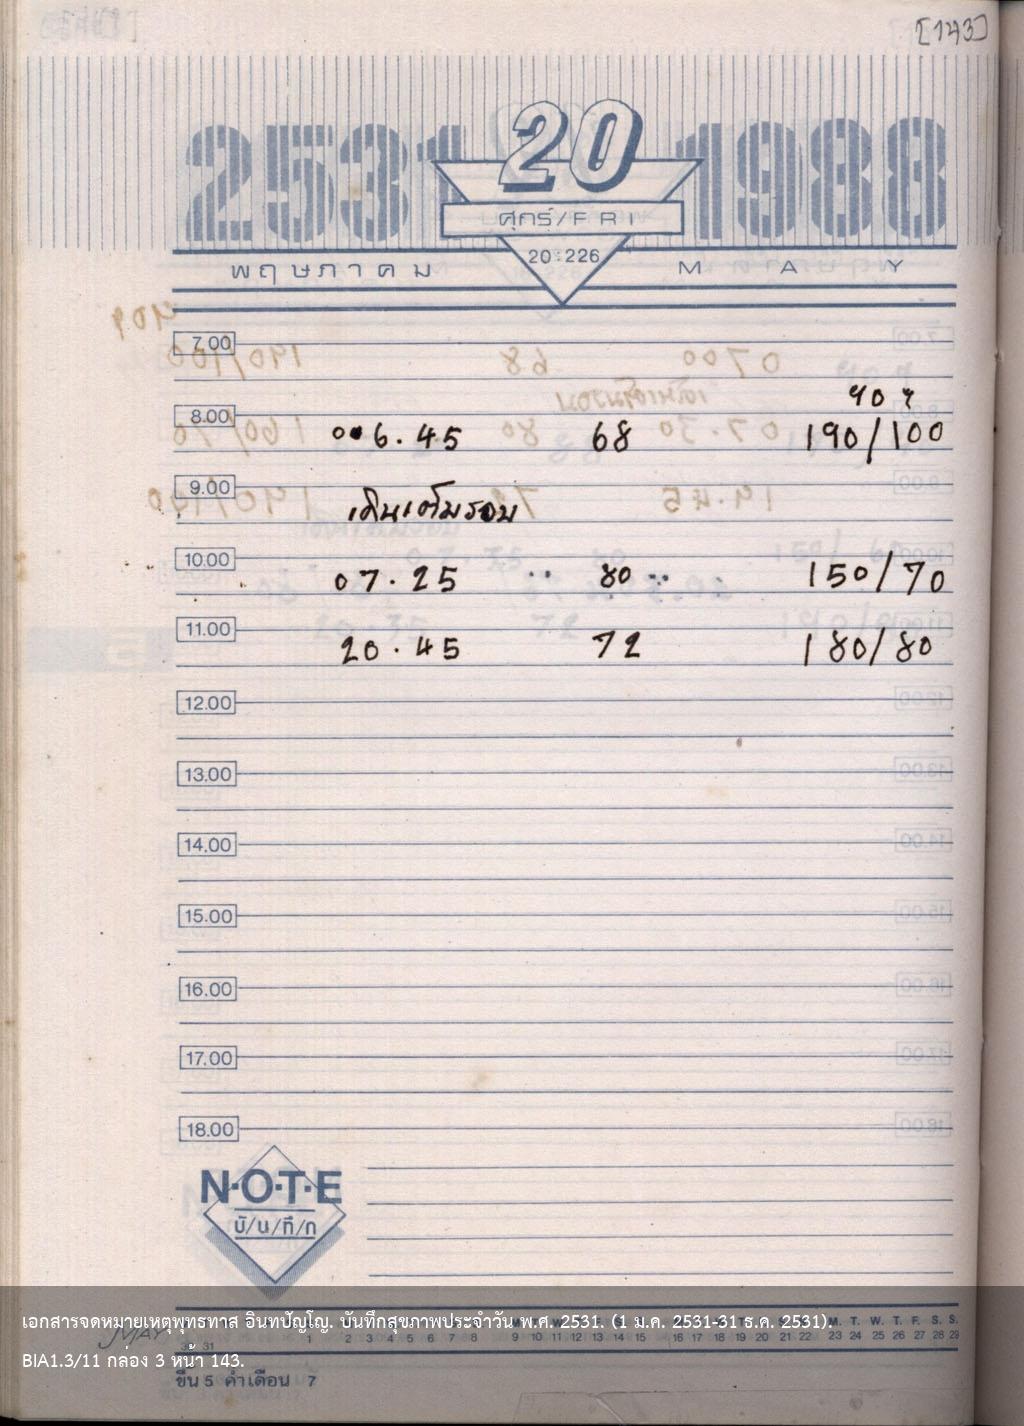 [143]
2531 20 1988
ศุกร์/FRI
20:226
พฤษภาคม MAY
7.00
40 ั
8.00
006.45 68 190/100
9.00
เดินเต็มรอบ
10.00
07.25 80 150/70
11.00
20.45 72 180/80
12.00
13.00
14.00
15.00
16.00
17.00
18.00
N·O·T·E
บั/น/ทึ/ก
เอกสารจดหมายเหตุพุทธทาส อินทปัญโญ. บันทึกสุขภาพประจำวัน พ.ศ. 2531. (1 ม.ค. 2531-31 ธ.ค. 2531).
MAY
BIA1.3/11 กล่อง 3 หน้า 143.
ขึ้น 5 ค่ำเดือน 7